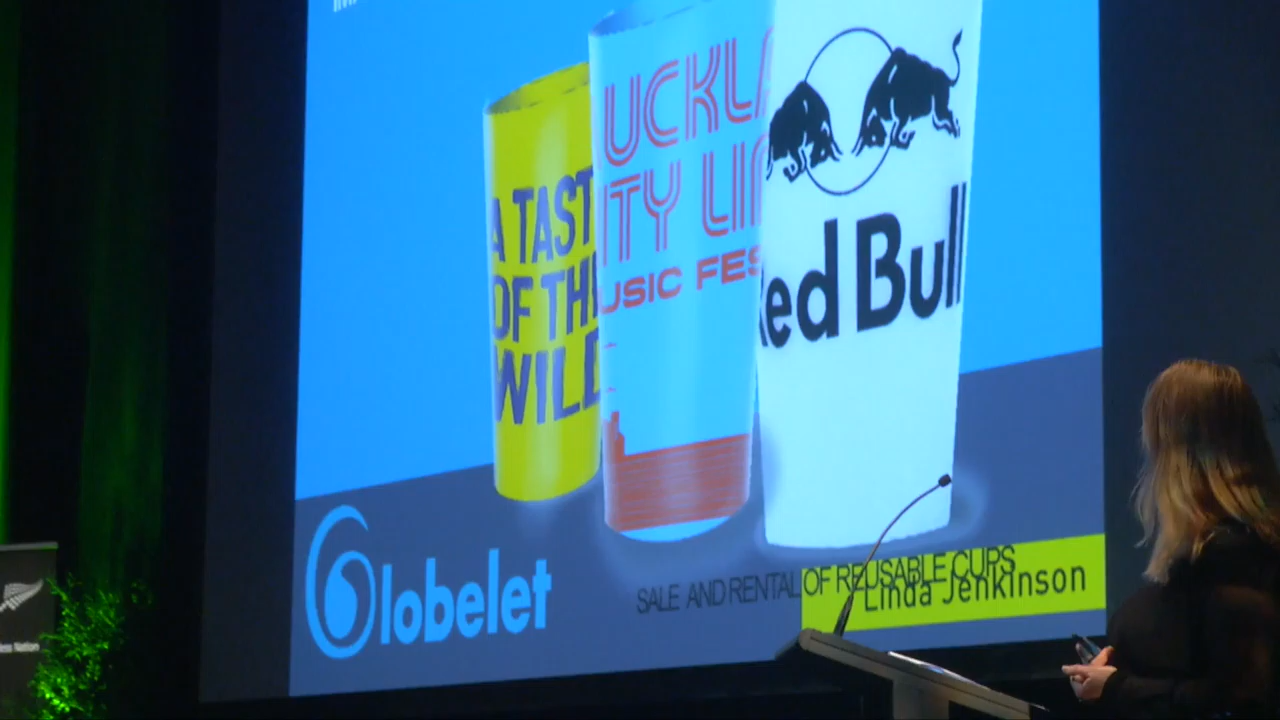 A TAST
OF TH
WILD
UCKLA
ITY LI
USIC FES
Red Bull
Globelet
SALE AND RENTAL OF REUSABLE CUPS
Linda Jenkinson